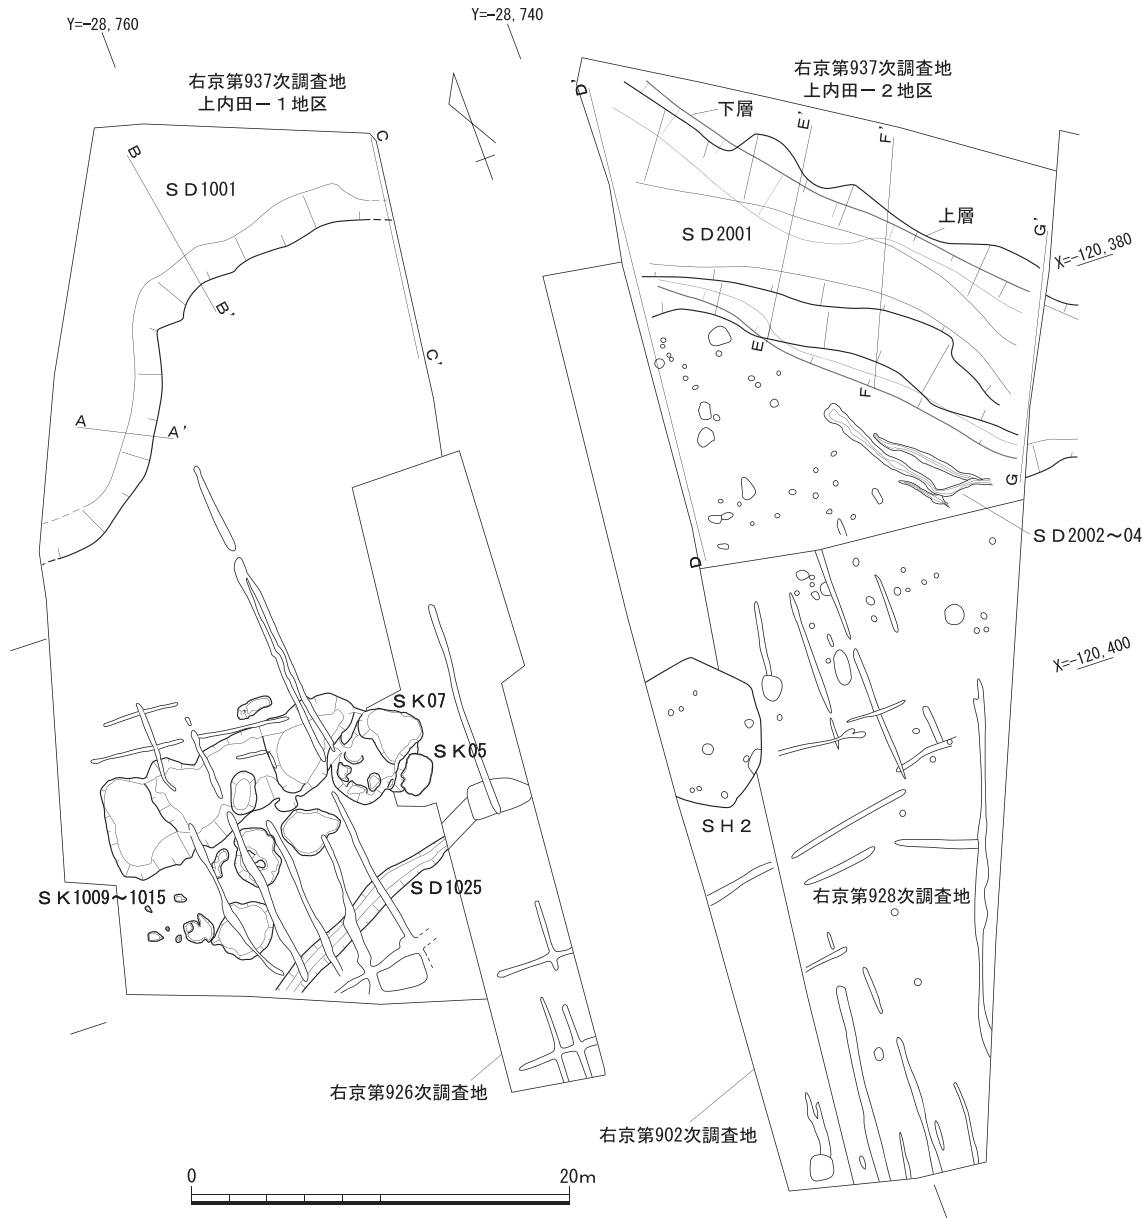 Y=-28,760
Y=-28,740
右京第937次調査地
上内田－１地区
右京第937次調査地
上内田－２地区
下層
上層
ＳＤ1001
ＳＤ2001
A
A'
B
B'
C
C'
D'
D
E'
E
F'
F
G'
G
X=-120,380
ＳＤ2002～04
X=-120,400
ＳＫ07
ＳＫ05
ＳＨ２
ＳＤ1025
ＳＫ1009～1015
右京第928次調査地
右京第926次調査地
右京第902次調査地
0
20ｍ